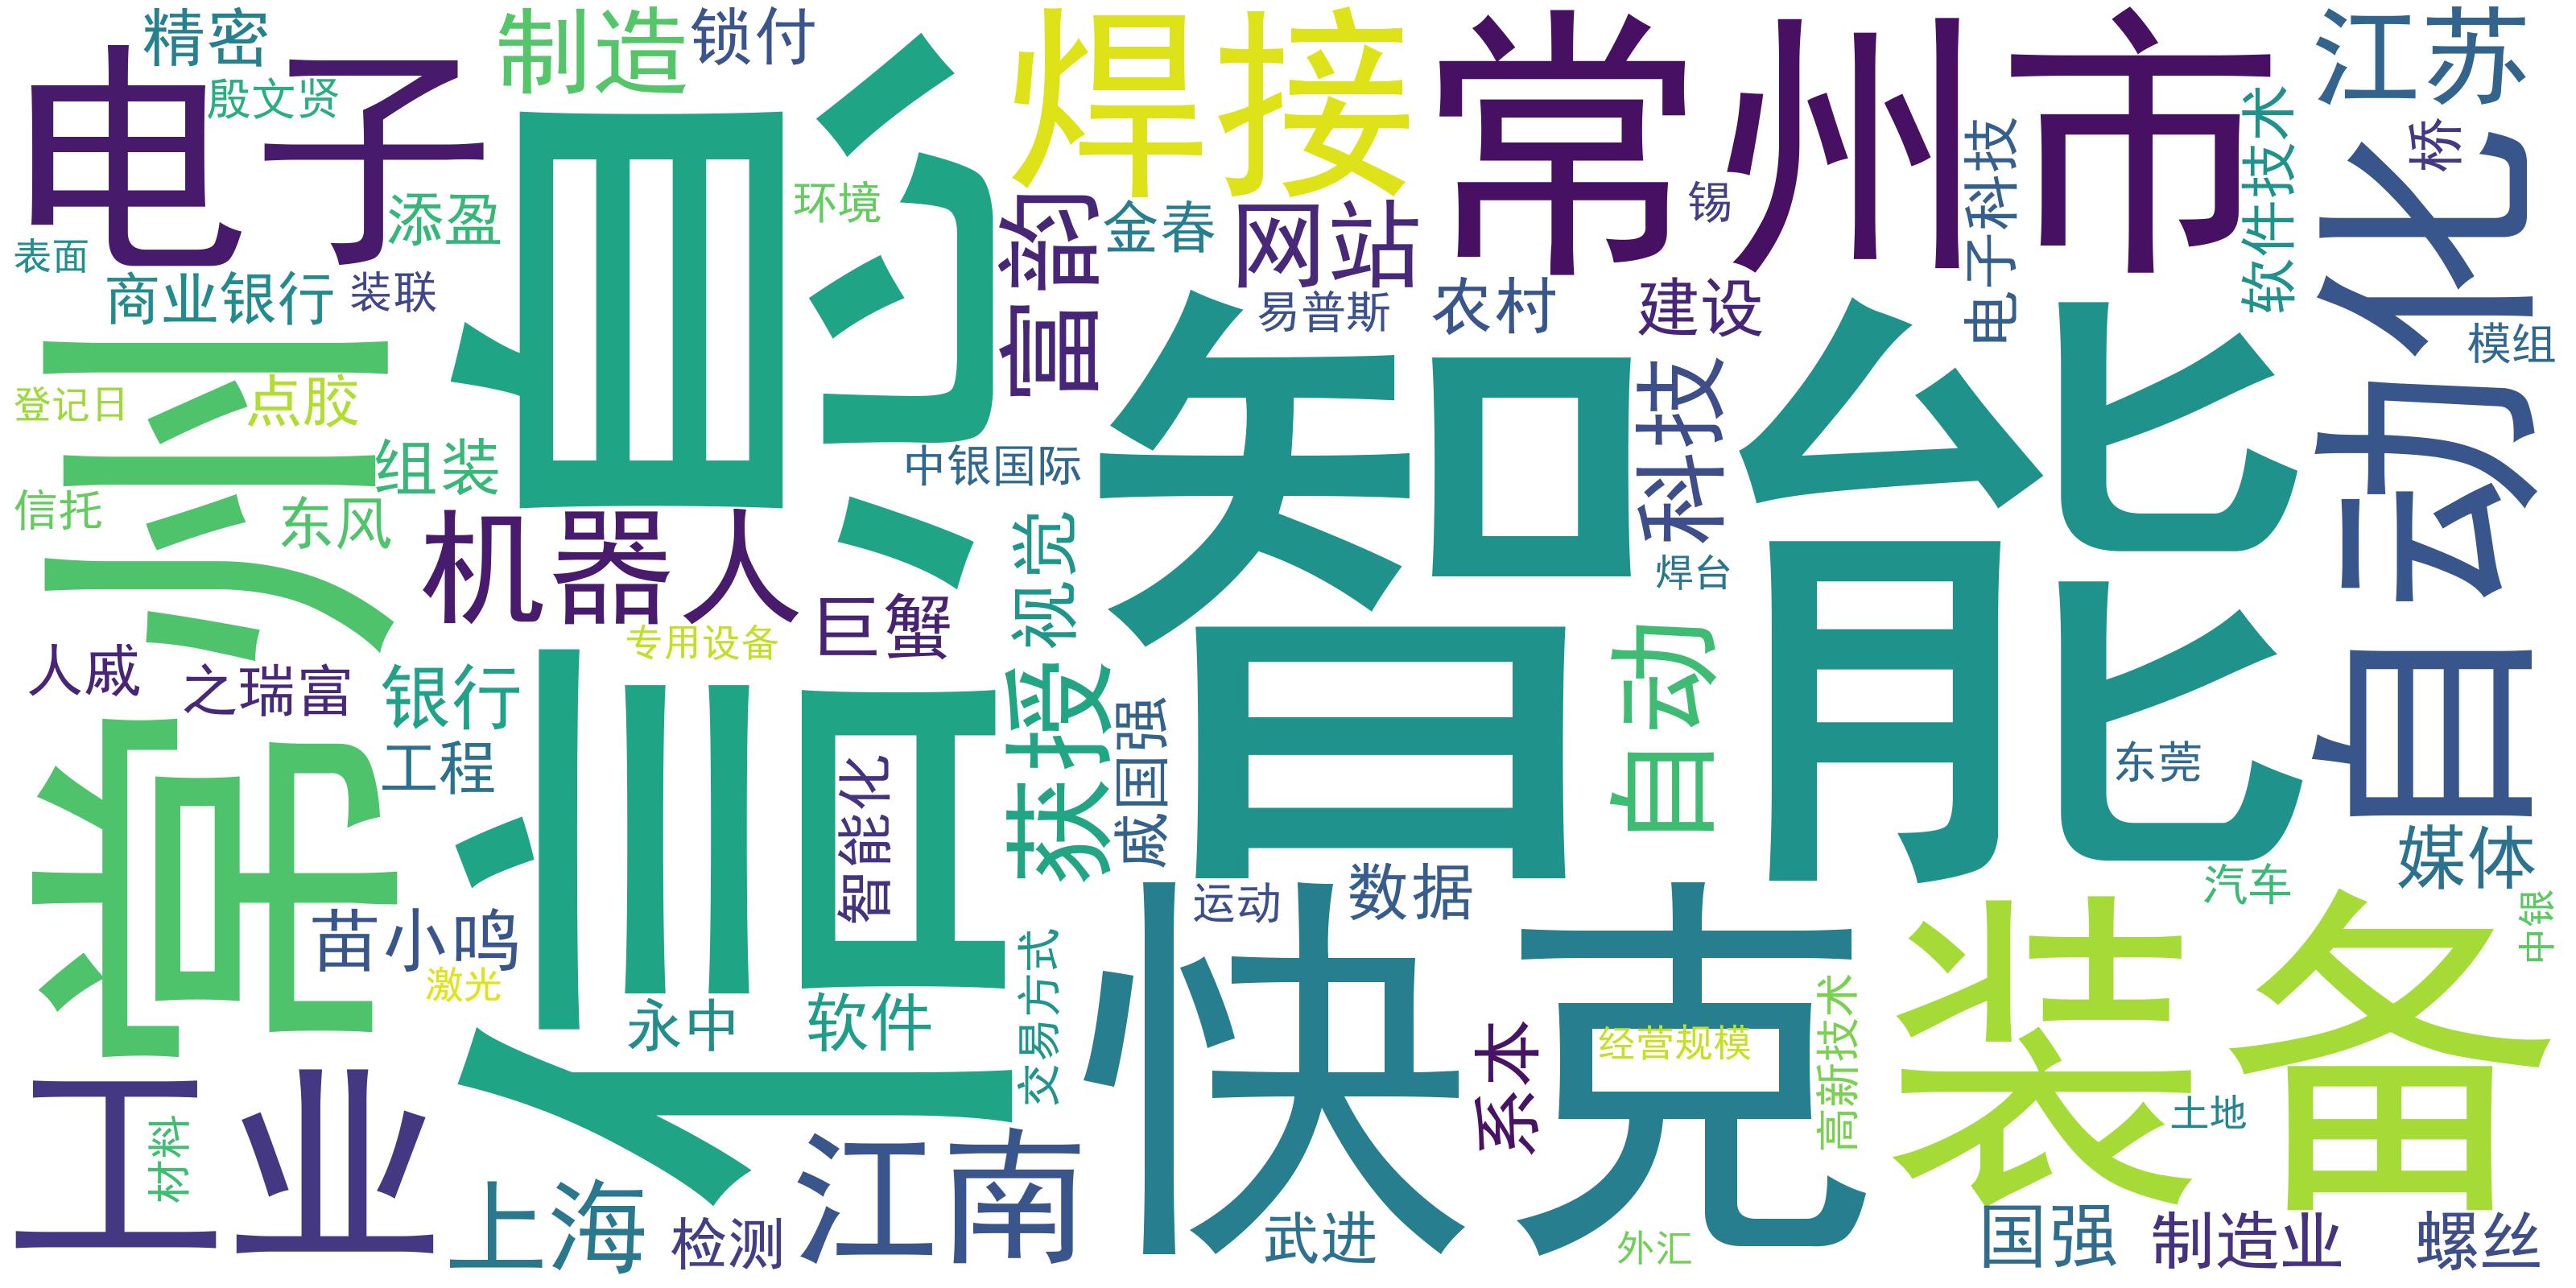 精密
制造
锁付
焊接
常州市
江苏
电子
殷文贤
添盈
环境
富韵
金春
网站
锡
电子科技
软件技术
桥
自动化
表面
商业银行
装联
信息
易普斯
农村
建设
模组
常州
登记日
点胶
组装
信托
东风
中银国际
智能
科技
机器人
视觉
焊台
专用设备
巨蟹
自动
人戚
之瑞富
银行
获授
戚国强
工程
智能化
东莞
媒体
苗小鸣
激光
运动
数据
汽车
中银
永中
软件
交易方式
快克
系本
经营规模
高新技术
装备
工业
材料
土地
上海
检测
江南
武进
外汇
国强
制造业
螺丝